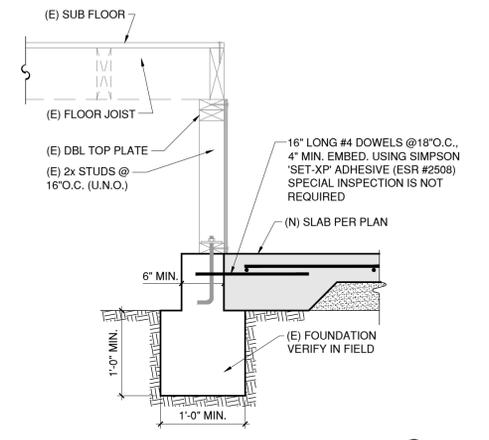 (E) SUB FLOOR
(E) FLOOR JOIST
(E) DBL TOP PLATE
(E) 2x STUDS @
16"O.C. (U.N.O.)
16" LONG #4 DOWELS @18"O.C.,
4" MIN. EMBED. USING SIMPSON
'SET-XP' ADHESIVE (ESR #2508)
SPECIAL INSPECTION IS NOT
REQUIRED
(N) SLAB PER PLAN
6" MIN.
(E) FOUNDATION
VERIFY IN FIELD
1'-0" MIN.
1'-0" MIN.